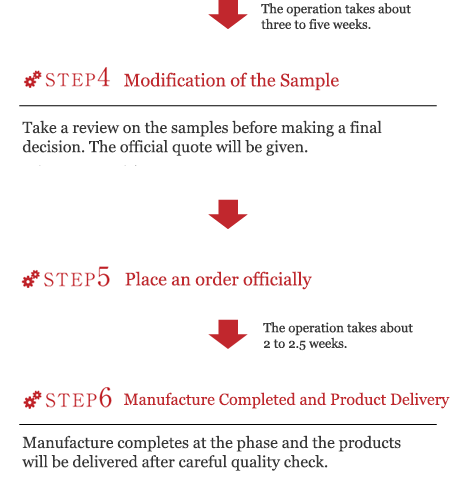 The operation takes about
three to five weeks.
STEP4 Modification of the Sample
Take a review on the samples before making a final
decision. The official quote will be given.
STEP5 Place an order officially
The operation takes about
2 to 2.5 weeks.
STEP6 Manufacture Completed and Product Delivery
Manufacture completes at the phase and the products
will be delivered after careful quality check.